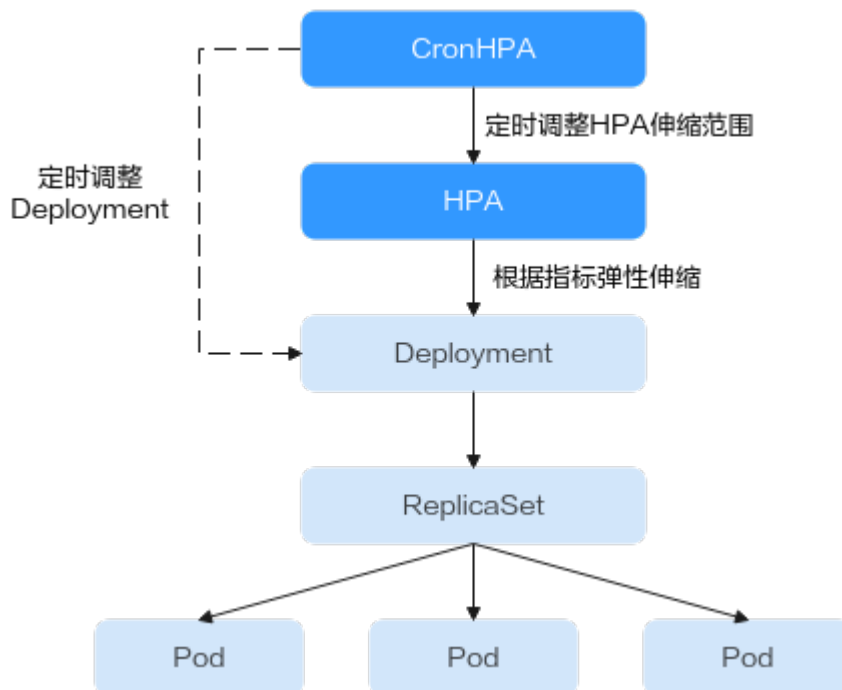 CronHPA
定时调整HPA伸缩范围
定时调整
Deployment
HPA
根据指标弹性伸缩
Deployment
ReplicaSet
Pod
Pod
Pod